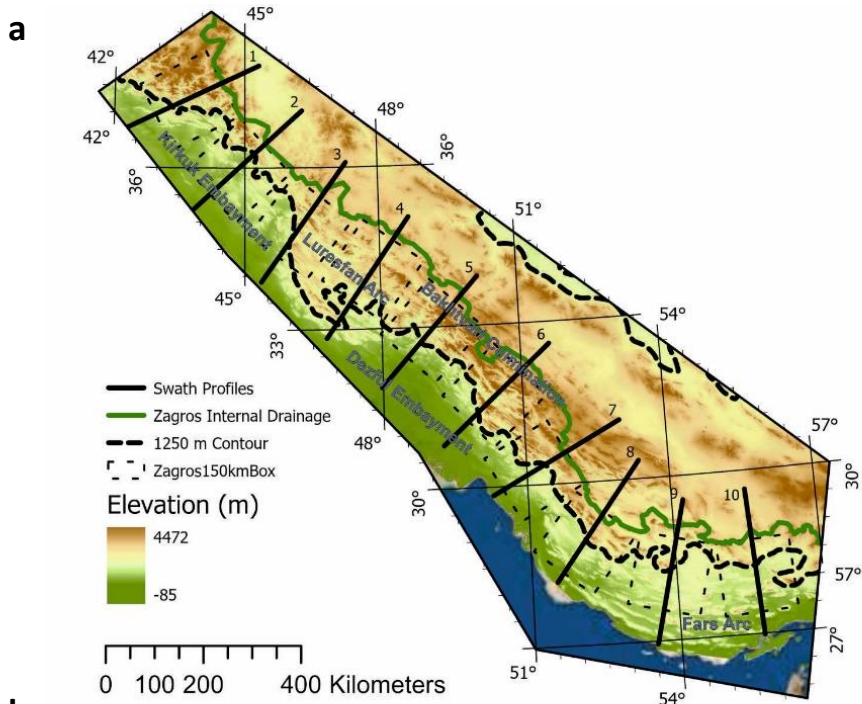 a
45°
42°
1
2
48°
42°
3
36°
36°
Kirkuk Embayment
4
51°
Luresfan Arc
5
45°
Bakhtyari Culmination
54°
33°
6
Dezful Embayment
57°
7
48°
8
30°
30°
9
10
57°
Fars Arc
27°
51°
54°
Swath Profiles
Zagros Internal Drainage
1250 m Contour
Zagros150kmBox
Elevation (m)
4472
-85
0 100 200 400 Kilometers